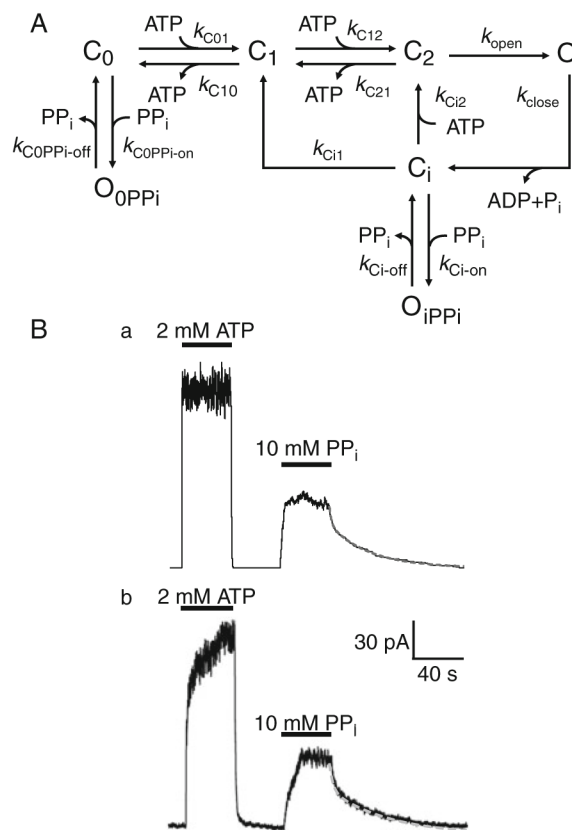 A
ATP k_C01 ATP k_C12 k_open
C_0 C_1 C_2 O
ATP k_C10 ATP k_C21 k_close
PP_i PP_i k_Ci1 k_Ci2 ATP
k_C0PPi-off k_C0PPi-on C_i ADP+P_i
O_0PPi PP_i PP_i
k_Ci-off k_Ci-on
O_iPPi
B a 2 mM ATP
10 mM PP_i
b 2 mM ATP
30 pA
40 s
10 mM PP_l